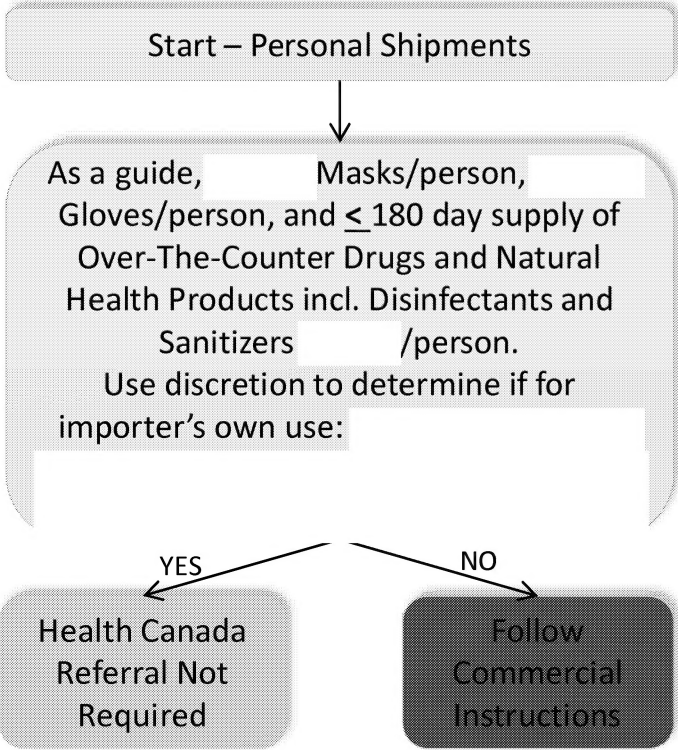 Start – Personal Shipments
As a guide, Masks/person,
Gloves/person, and < 180 day supply of
Over-The-Counter Drugs and Natural
Health Products incl. Disinfectants and
Sanitizers /person.
Use discretion to determine if for
importer’s own use:
YES
NO
Health Canada
Referral Not
Required
Follow
Commercial
Instructions